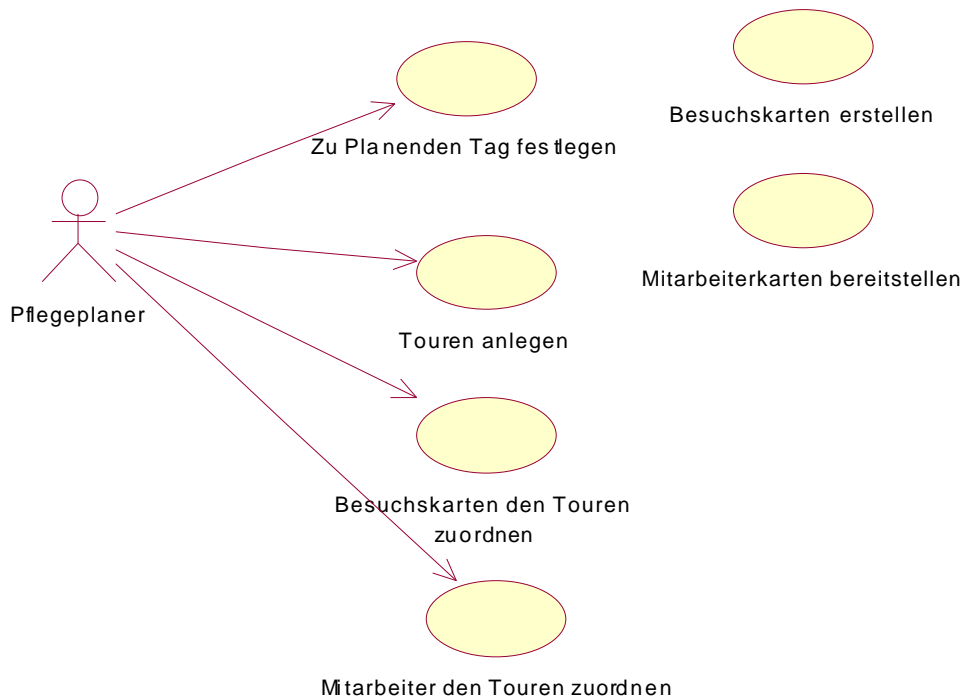 Besuchskarten erstellen
Zu Planenden Tag festlegen
Mitarbeiterkarten bereitstellen
Pflegeplaner
Touren anlegen
Besuchskarten den Touren
zuordnen
Mitarbeiter den Touren zuordnen